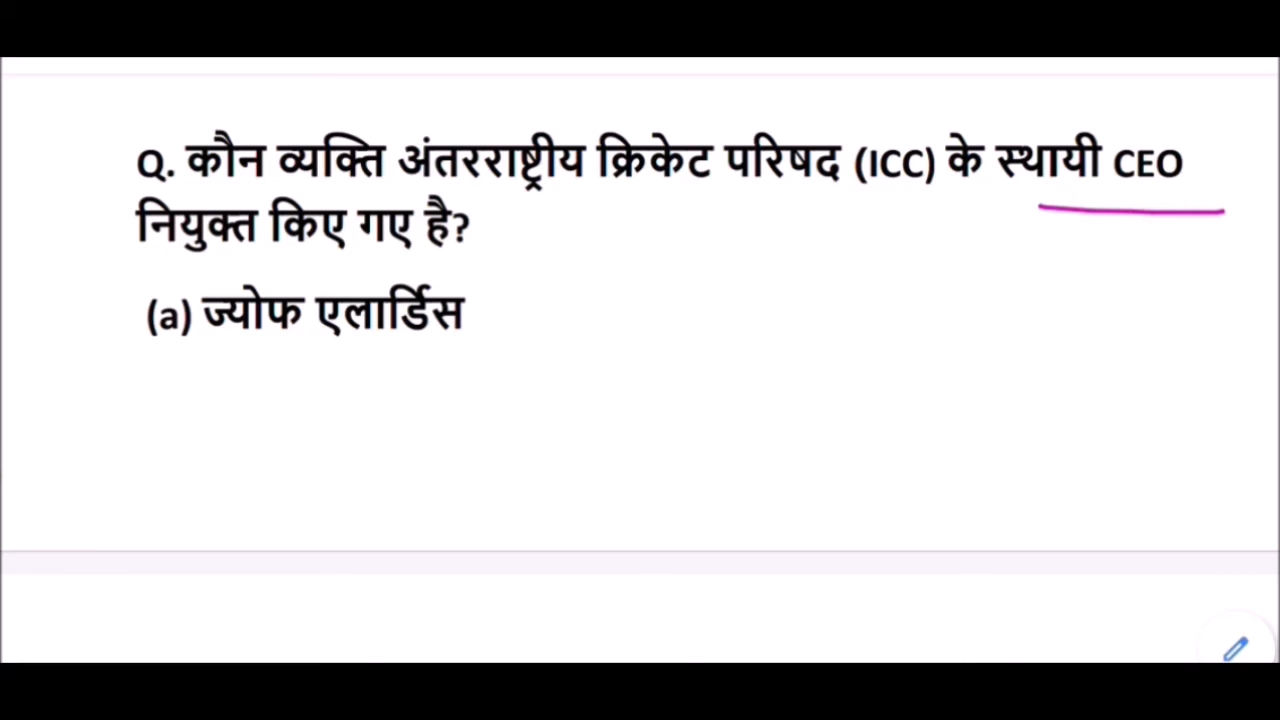 Q. कौन व्यक्ति अंतरराष्ट्रीय क्रिकेट परिषद (ICC) के स्थायी CEO
नियुक्त किए गए है?
(a) ज्योफ एलार्डिस